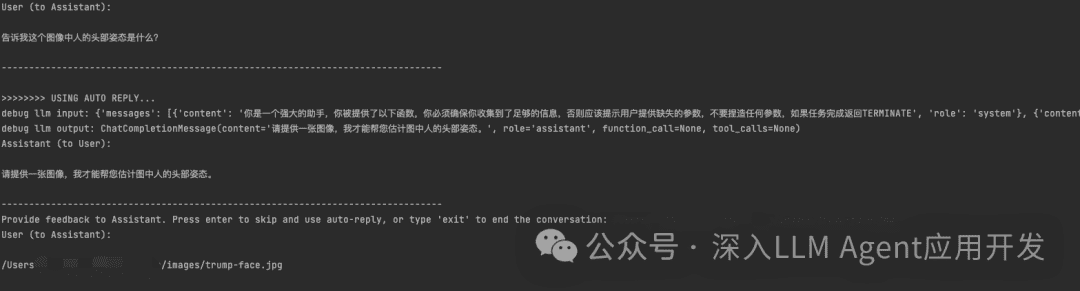 User (to Assistant):
告诉我这个图像中人的头部姿态是什么?
--------------------------------------------------------------------------------
>>>>>>>> USING AUTO REPLY...
debug llm input: {'messages': [{'content': '你是一个强大的助手，你被提供了以下函数，你必须确保你收集到了足够的信息，否则应该提示用户提供缺失的参数，不要捏造任何参数，如果任务完成返回TERMINATE', 'role': 'system'}, {'content
debug llm output: ChatCompletionMessage(content='请提供一张图像，我才能帮您估计图中人的头部姿态。', role='assistant', function_call=None, tool_calls=None)
Assistant (to User):
请提供一张图像，我才能帮您估计图中人的头部姿态。
--------------------------------------------------------------------------------
Provide feedback to Assistant. Press enter to skip and use auto-reply, or type 'exit' to end the conversation:
User (to Assistant):
/Users /images/trump-face.jpg
公众号 · 深入LLM Agent应用开发